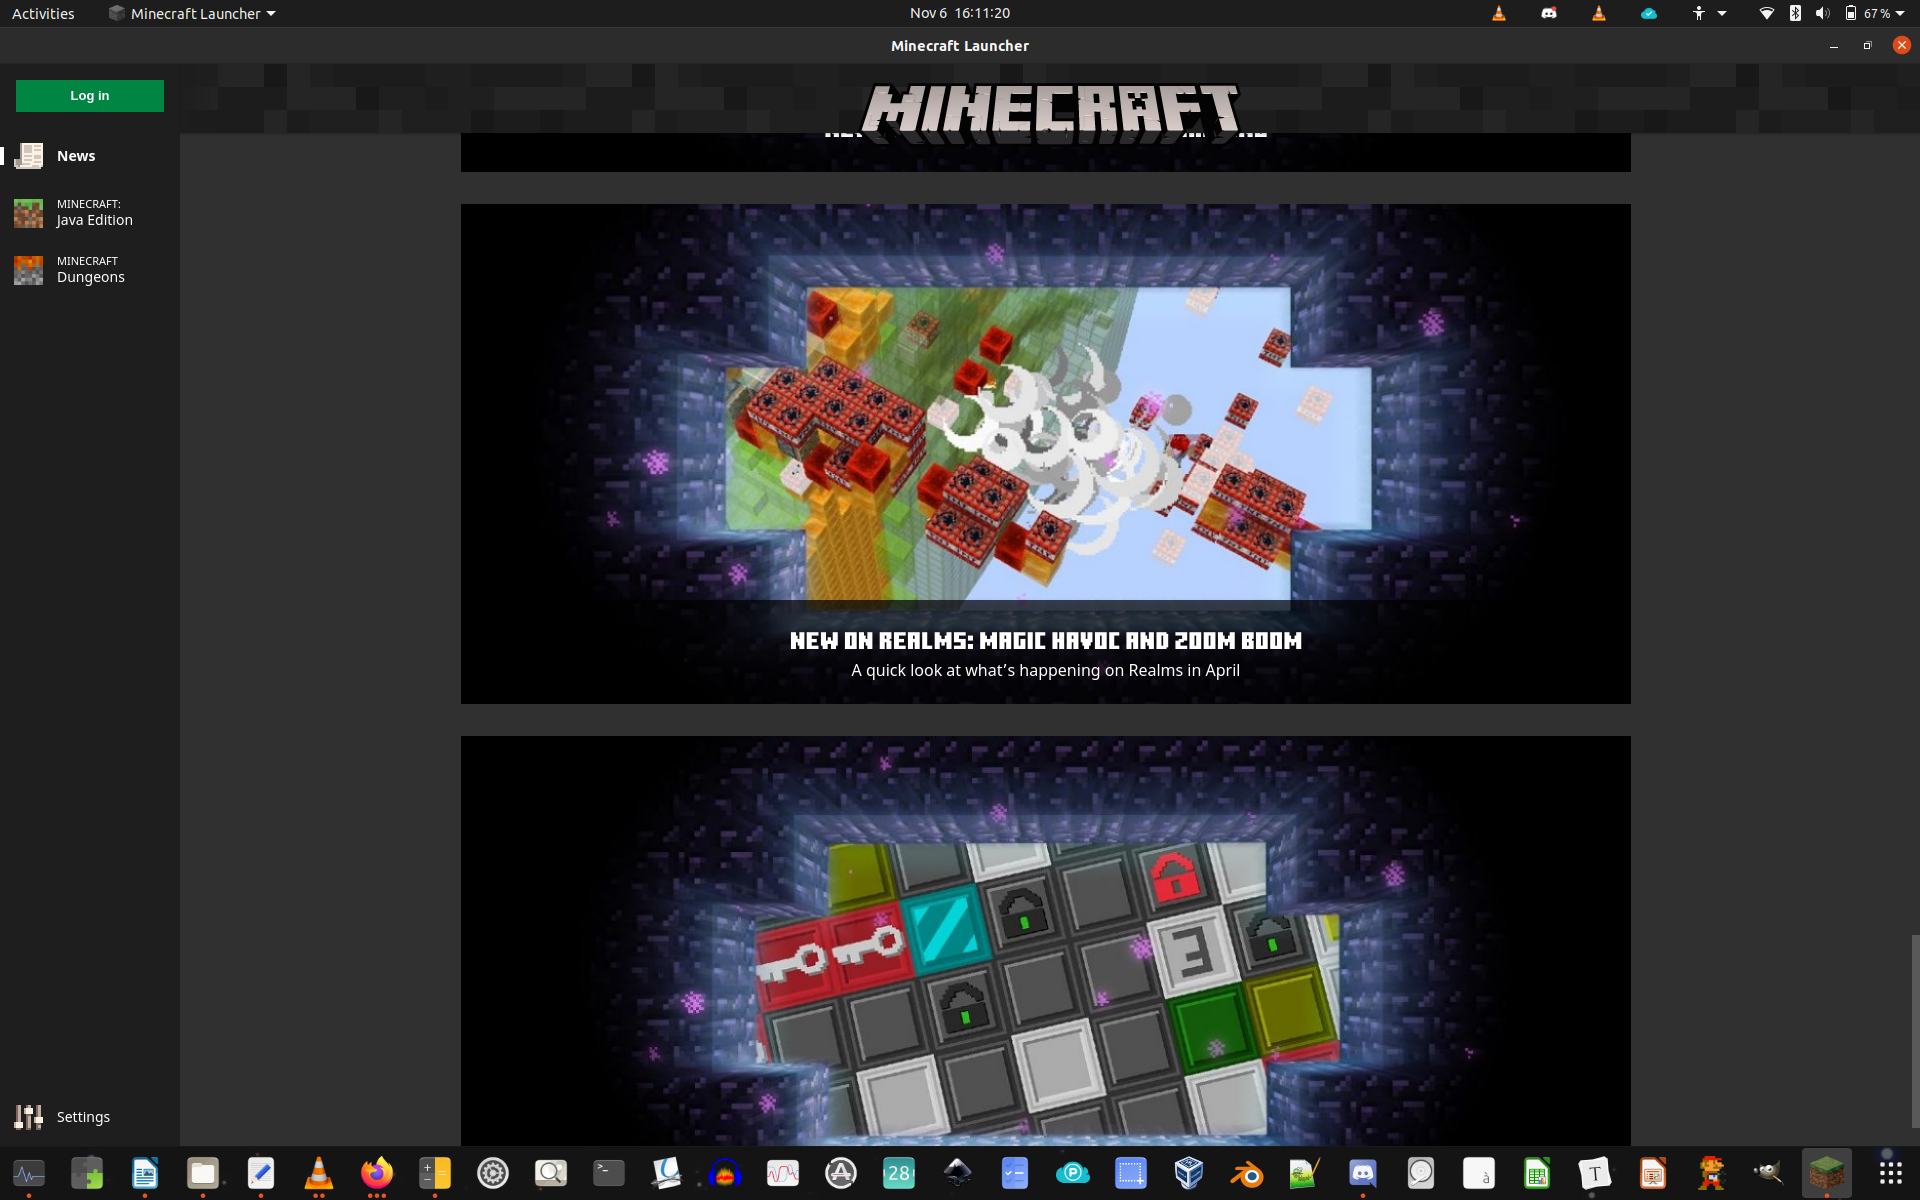 Activities
Minecraft Launcher
Nov 6 16:11:20
67 %
Minecraft Launcher
Log in
MINECRAFT
News
MINECRAFT:
Java Edition
MINECRAFT
Dungeons
NEW ON REALMS: MAGIC HAVOC AND ZOOM BOOM
A quick look at what's happening on Realms in April
3
Settings
28